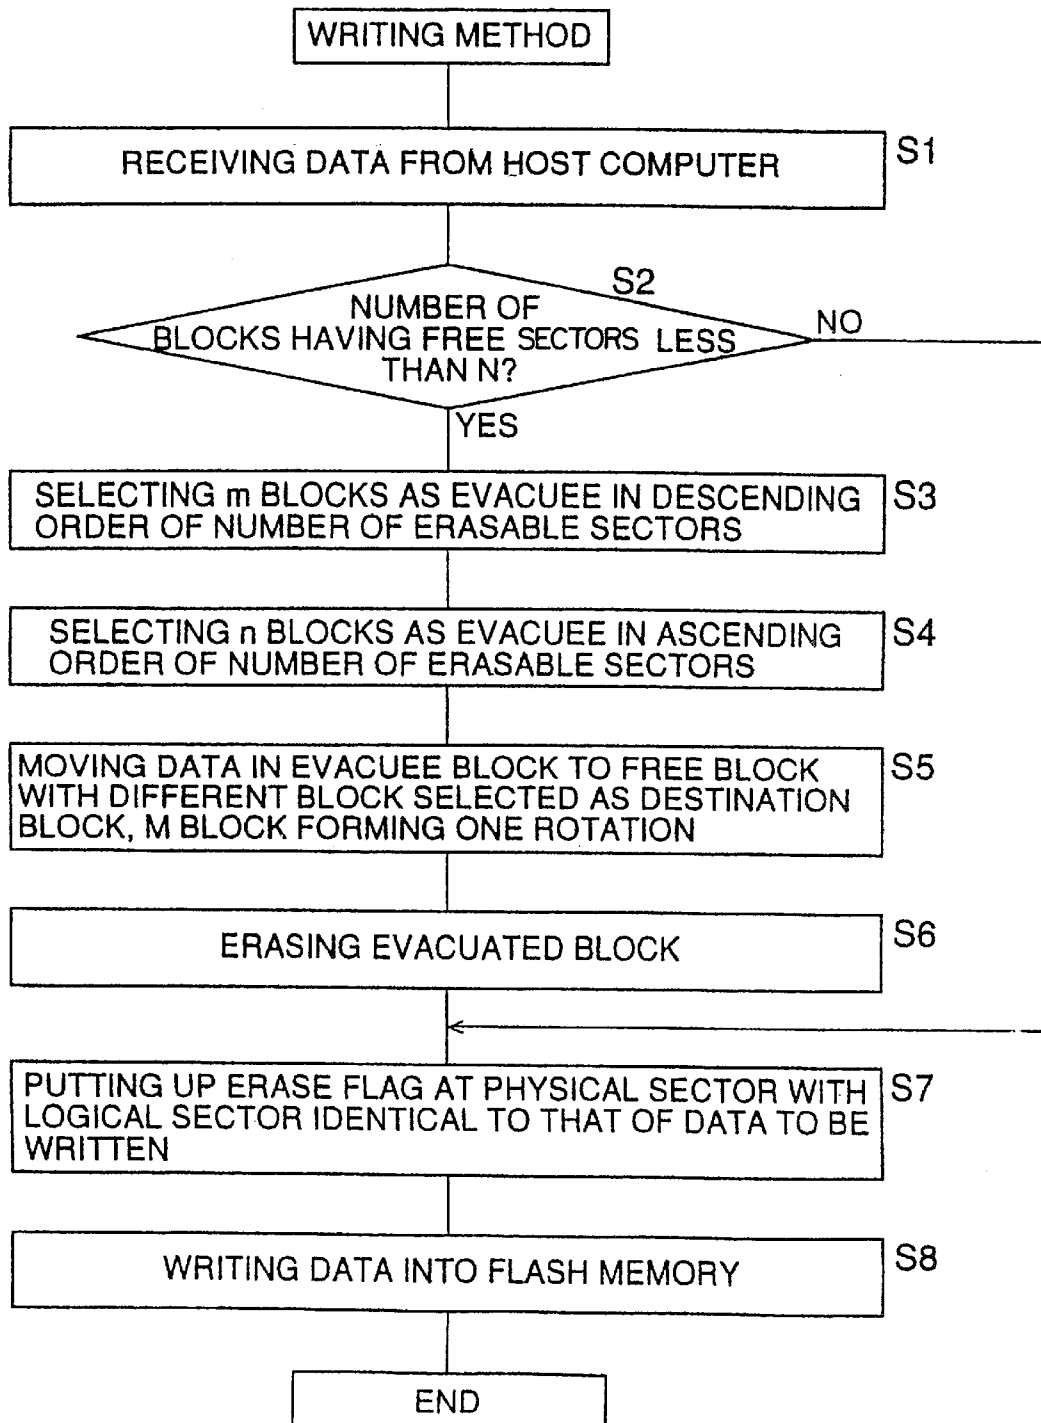 WRITING METHOD
RECEIVING DATA FROM HOST COMPUTER
S1
S2
NUMBER OF
BLOCKS HAVING FREE SECTORS LESS
THAN N?
NO
YES
SELECTING m BLOCKS AS EVACUEE IN DESCENDING
ORDER OF NUMBER OF ERASABLE SECTORS
S3
SELECTING n BLOCKS AS EVACUEE IN ASCENDING
ORDER OF NUMBER OF ERASABLE SECTORS
S4
MOVING DATA IN EVACUEE BLOCK TO FREE BLOCK
WITH DIFFERENT BLOCK SELECTED AS DESTINATION
BLOCK, M BLOCK FORMING ONE ROTATION
S5
ERASING EVACUATED BLOCK
S6
PUTTING UP ERASE FLAG AT PHYSICAL SECTOR WITH
LOGICAL SECTOR IDENTICAL TO THAT OF DATA TO BE
WRITTEN
S7
WRITING DATA INTO FLASH MEMORY
S8
END